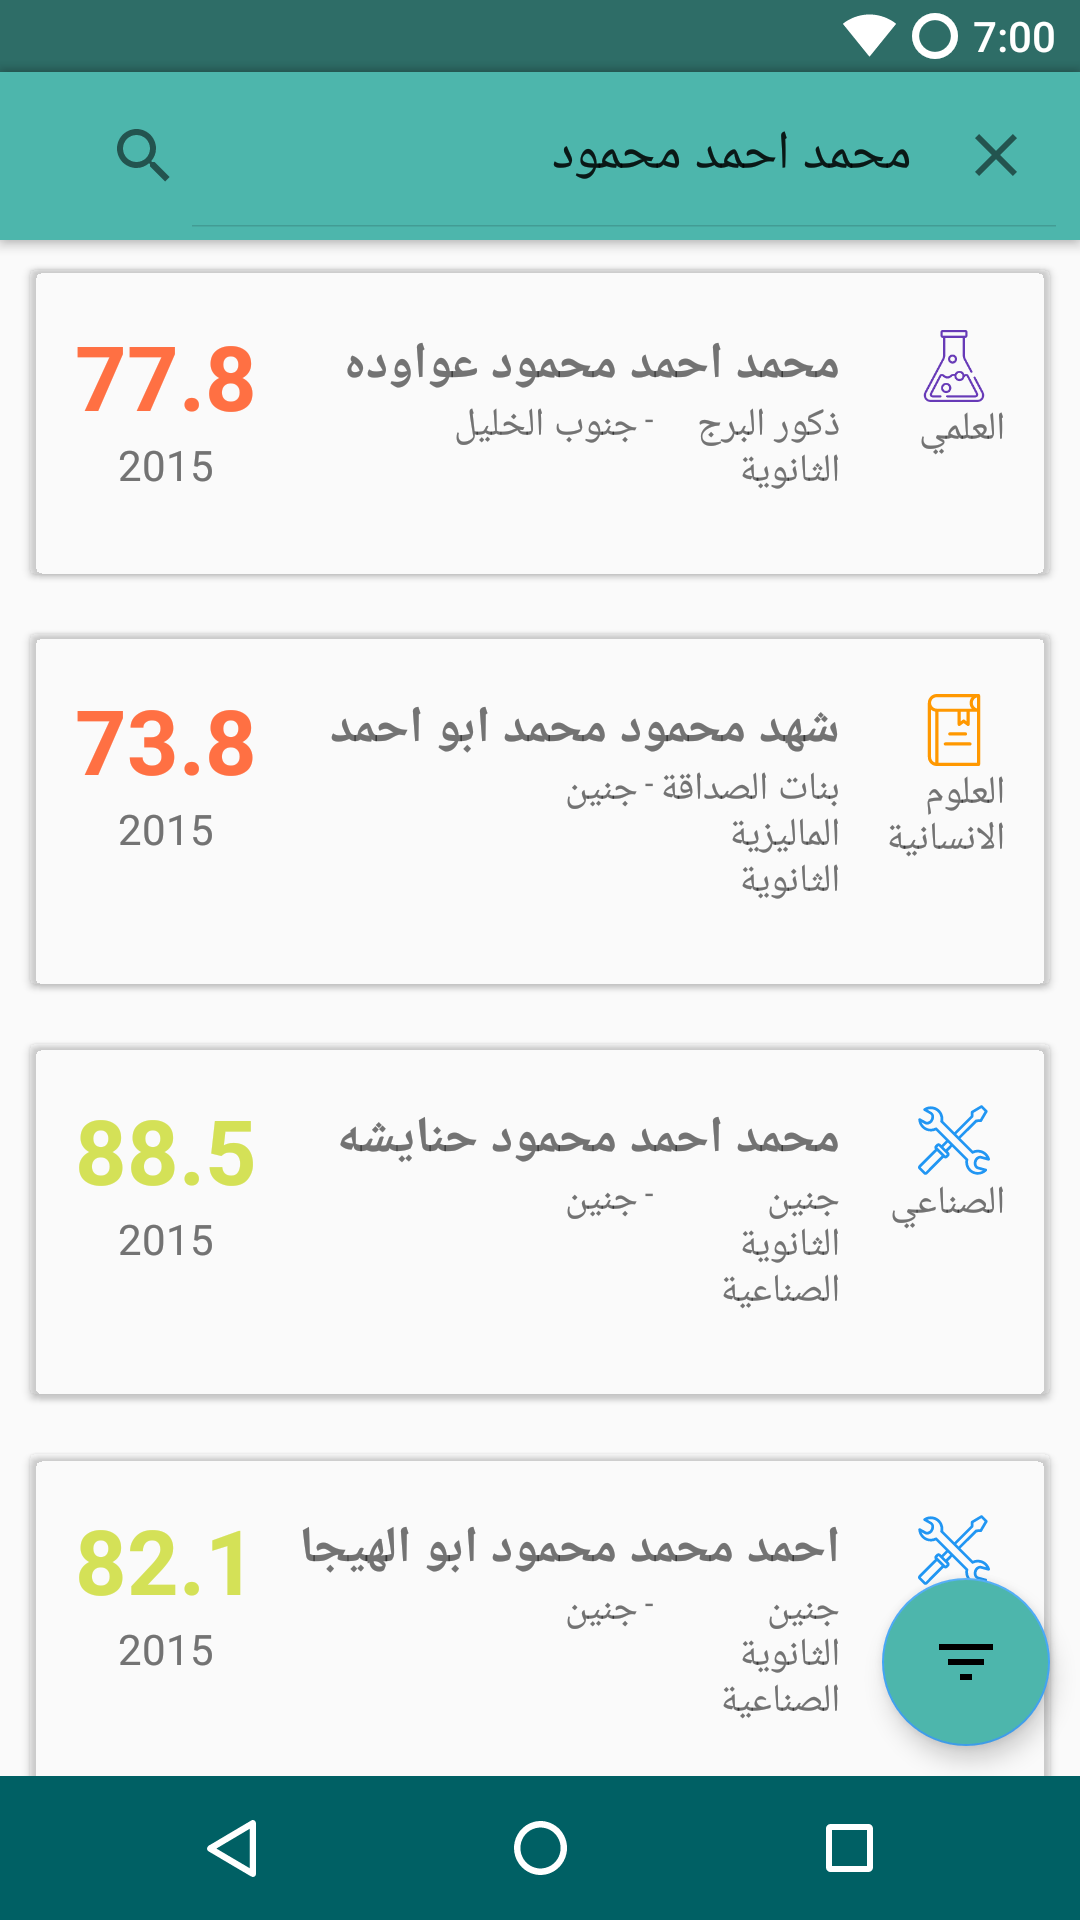 7:00
محمد احمد محمود
العلمي
محمد احمد محمود عواوده
ذكور البرج الثانوية - جنوب الخليل
77.8
2015
العلوم
الانسانية
شهد محمود محمد ابو احمد
بنات الصداقة - جنين
الماليزية
الثانوية
73.8
2015
الصناعي
محمد احمد محمود حنايشه
جنين - جنين
الثانوية
الصناعية
88.5
2015
احمد محمد محمود ابو الهيجا
جنين - جنين
الثانوية
الصناعية
82.1
2015